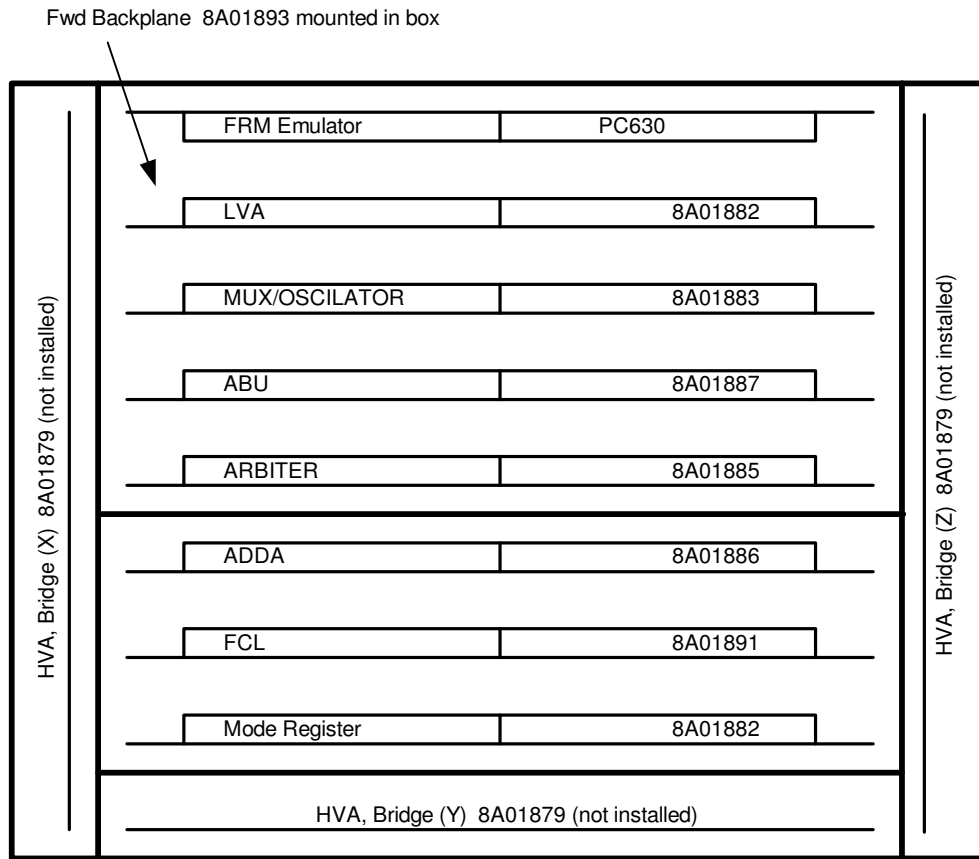 Fwd Backplane 8A01893 mounted in box
FRM Emulator PC630
LVA 8A01882
MUX/OSCILATOR 8A01883
ABU 8A01887
ARBITER 8A01885
ADDA 8A01886
FCL 8A01891
Mode Register 8A01882
HVA, Bridge (X) 8A01879 (not installed)
HVA, Bridge (Z) 8A01879 (not installed)
HVA, Bridge (Y) 8A01879 (not installed)